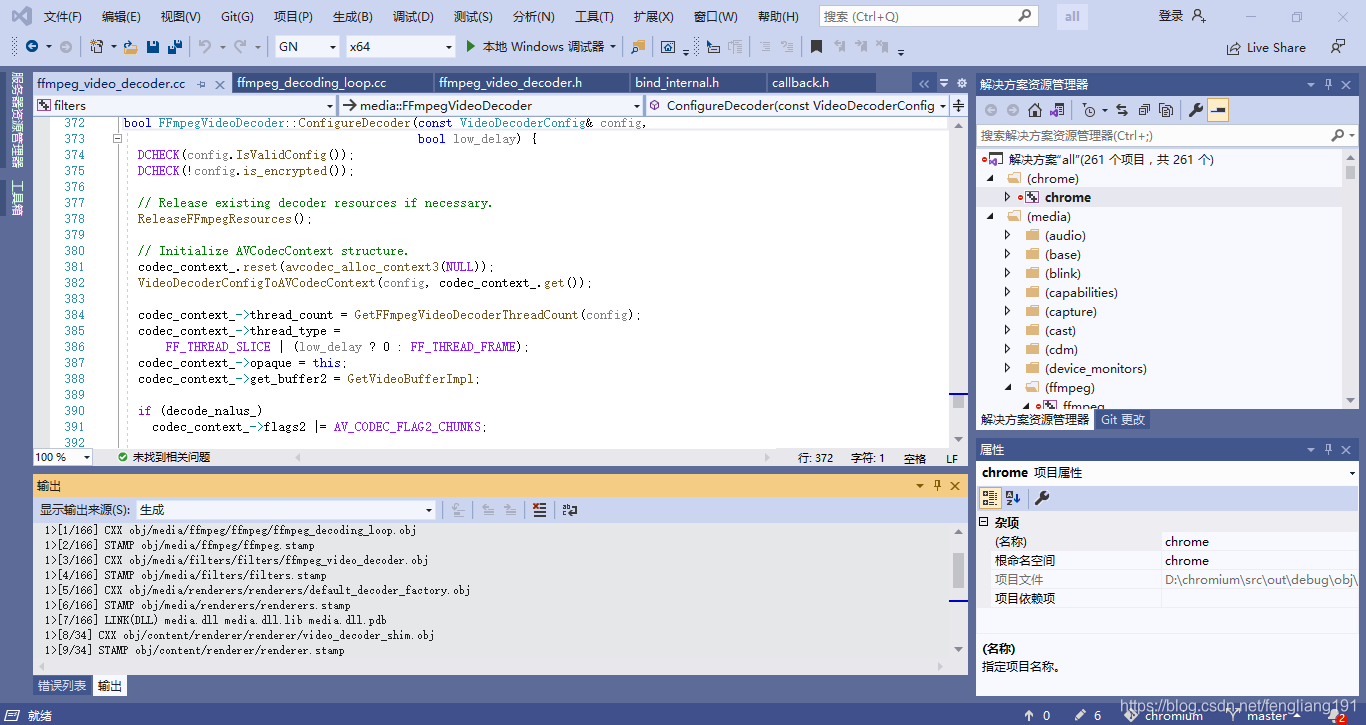 文件(F) 编辑(E) 视图(V) Git(G) 项目(P) 生成(B) 调试(D) 测试(S) 分析(N) 工具(T) 扩展(X) 窗口(W) 帮助(H) 搜索 (Ctrl+Q) all 登录
GN x64 本地 Windows 调试器 Live Share
服务器资源管理器
工具箱
ffmpeg_video_decoder.cc ffmpeg_decoding_loop.cc ffmpeg_video_decoder.h bind_internal.h callback.h
filters media::FFmpegVideoDecoder ConfigureDecoder(const VideoDecoderConfig
372 bool FFmpegVideoDecoder::ConfigureDecoder(const VideoDecoderConfig& config,
373 bool low_delay) {
374 DCHECK(config.IsValidConfig());
375 DCHECK(!config.is_encrypted());
376
377 // Release existing decoder resources if necessary.
378 ReleaseFFmpegResources();
379
380 // Initialize AVCodecContext structure.
381 codec_context_.reset(avcodec_alloc_context3(NULL));
382 VideoDecoderConfigToAVCodecContext(config, codec_context_.get());
383
384 codec_context_->thread_count = GetFFmpegVideoDecoderThreadCount(config);
385 codec_context_->thread_type =
386 FF_THREAD_SLICE | (low_delay ? 0 : FF_THREAD_FRAME);
387 codec_context_->opaque = this;
388 codec_context_->get_buffer2 = GetVideoBufferImpl;
389
390 if (decode_nalus_)
391 codec_context_->flags2 |= AV_CODEC_FLAG2_CHUNKS;
392
100 % 未找到相关问题 行: 372 字符: 1 空格 LF
输出
显示输出来源(S): 生成
1>[1/166] CXX obj/media/ffmpeg/ffmpeg/ffmpeg_decoding_loop.obj
1>[2/166] STAMP obj/media/ffmpeg/ffmpeg.stamp
1>[3/166] CXX obj/media/filters/filters/ffmpeg_video_decoder.obj
1>[4/166] STAMP obj/media/filters/filters.stamp
1>[5/166] CXX obj/media/renderers/renderers/default_decoder_factory.obj
1>[6/166] STAMP obj/media/renderers/renderers.stamp
1>[7/166] LINK(DLL) media.dll media.dll.lib media.dll.pdb
1>[8/34] CXX obj/content/renderer/renderer/video_decoder_shim.obj
1>[9/34] STAMP obj/content/renderer/renderer.stamp
错误列表 输出
解决方案资源管理器
搜索解决方案资源管理器(Ctrl+;)
解决方案"all"(261 个项目，共 261 个)
(chrome)
chrome
(media)
(audio)
(base)
(blink)
(capabilities)
(capture)
(cast)
(cdm)
(device_monitors)
(ffmpeg)
ffmpeg
解决方案资源管理器 Git 更改
属性
chrome 项目属性
杂项
(名称) chrome
根命名空间 chrome
项目文件 D:\chromium\src\out\debug\obj\
项目依赖项
(名称)
指定项目名称。
就绪 0 6 chromium master 2
https://blog.csdn.net/fengliang191